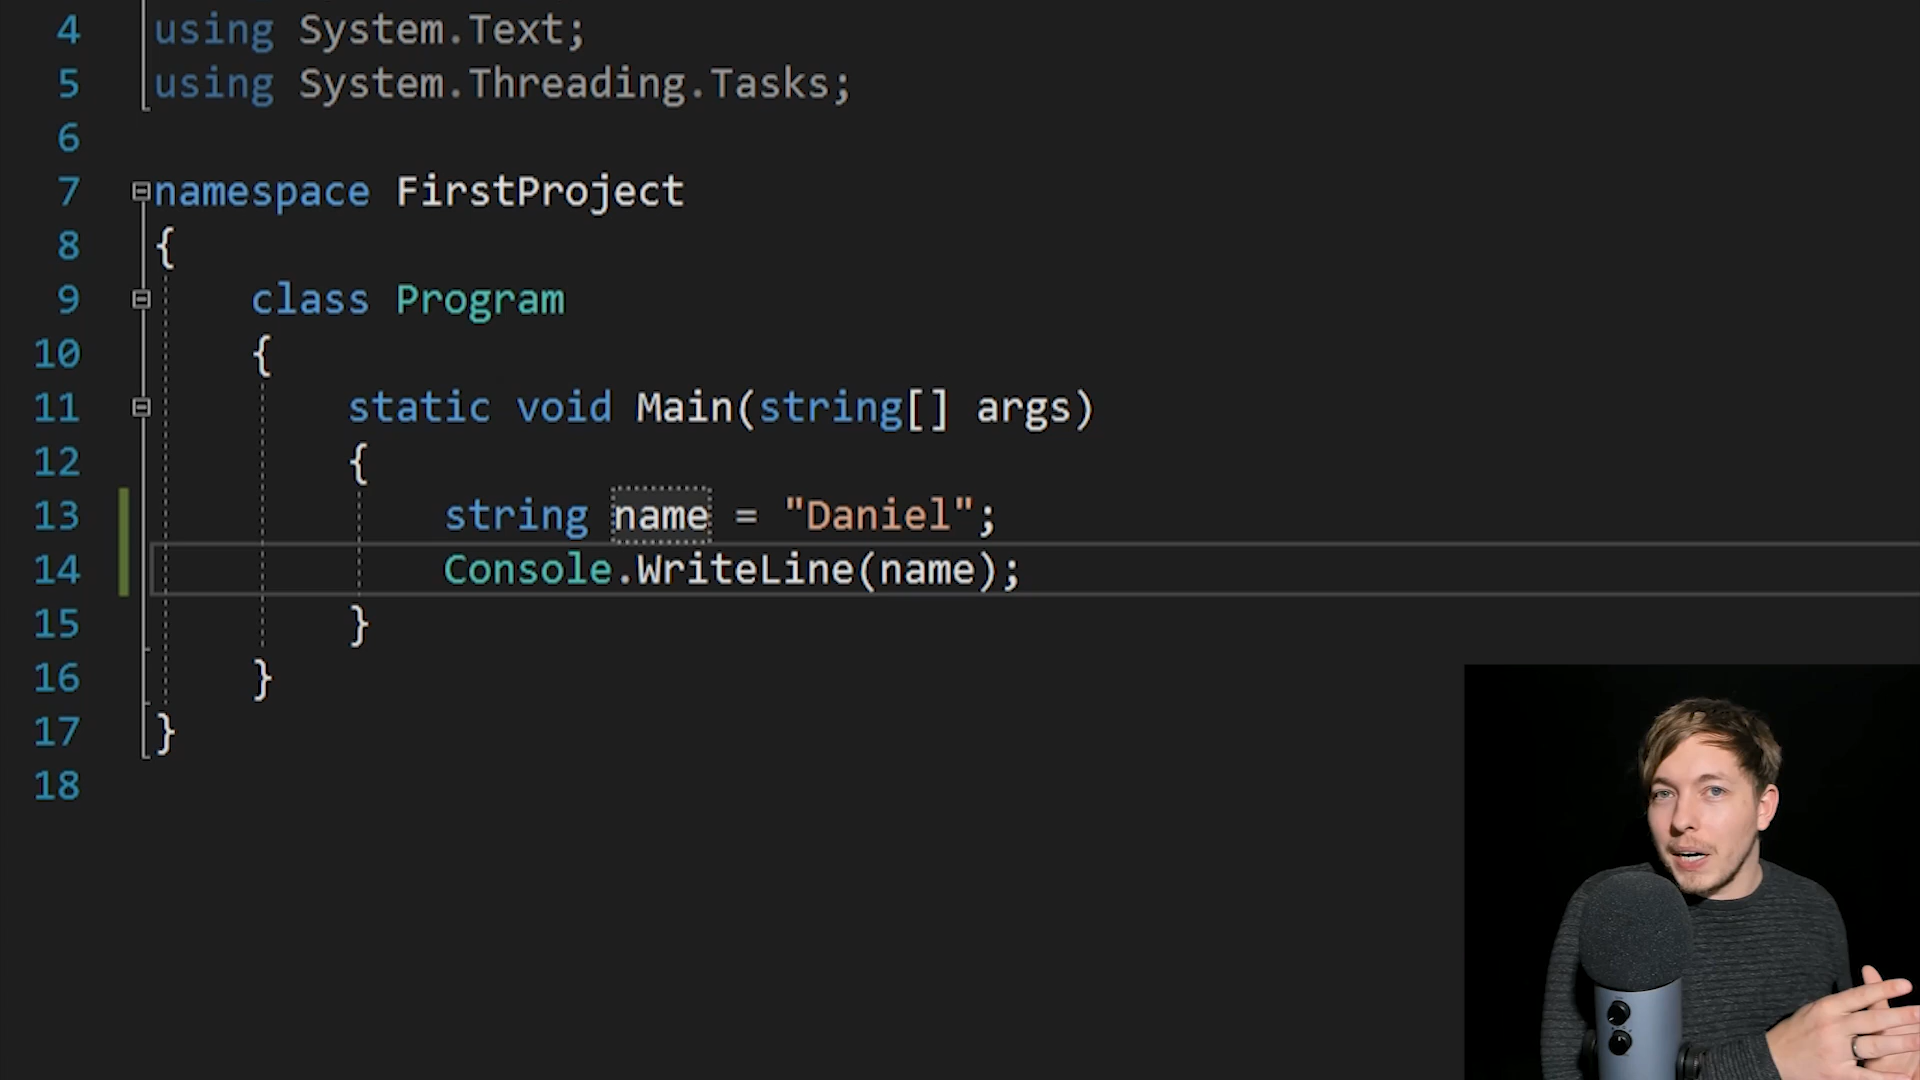 4 using System.Text;
5 using System.Threading.Tasks;
6
7 namespace FirstProject
8 {
9 class Program
10 {
11 static void Main(string[] args)
12 {
13 string name = "Daniel";
14 Console.WriteLine(name);
15 }
16 }
17 }
18